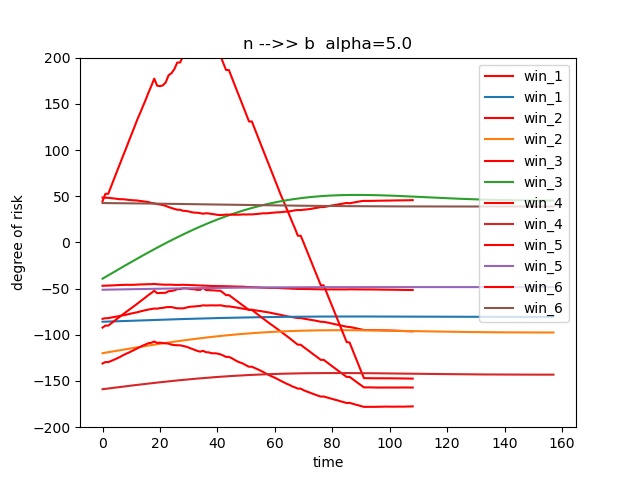 n -->> b  alpha=5.0
degree of risk
200
150
100
50
0
−50
−100
−150
−200
win_1
win_1
win_2
win_2
win_3
win_3
win_4
win_4
win_5
win_5
win_6
win_6
0
20
40
60
80
100
120
140
160
time